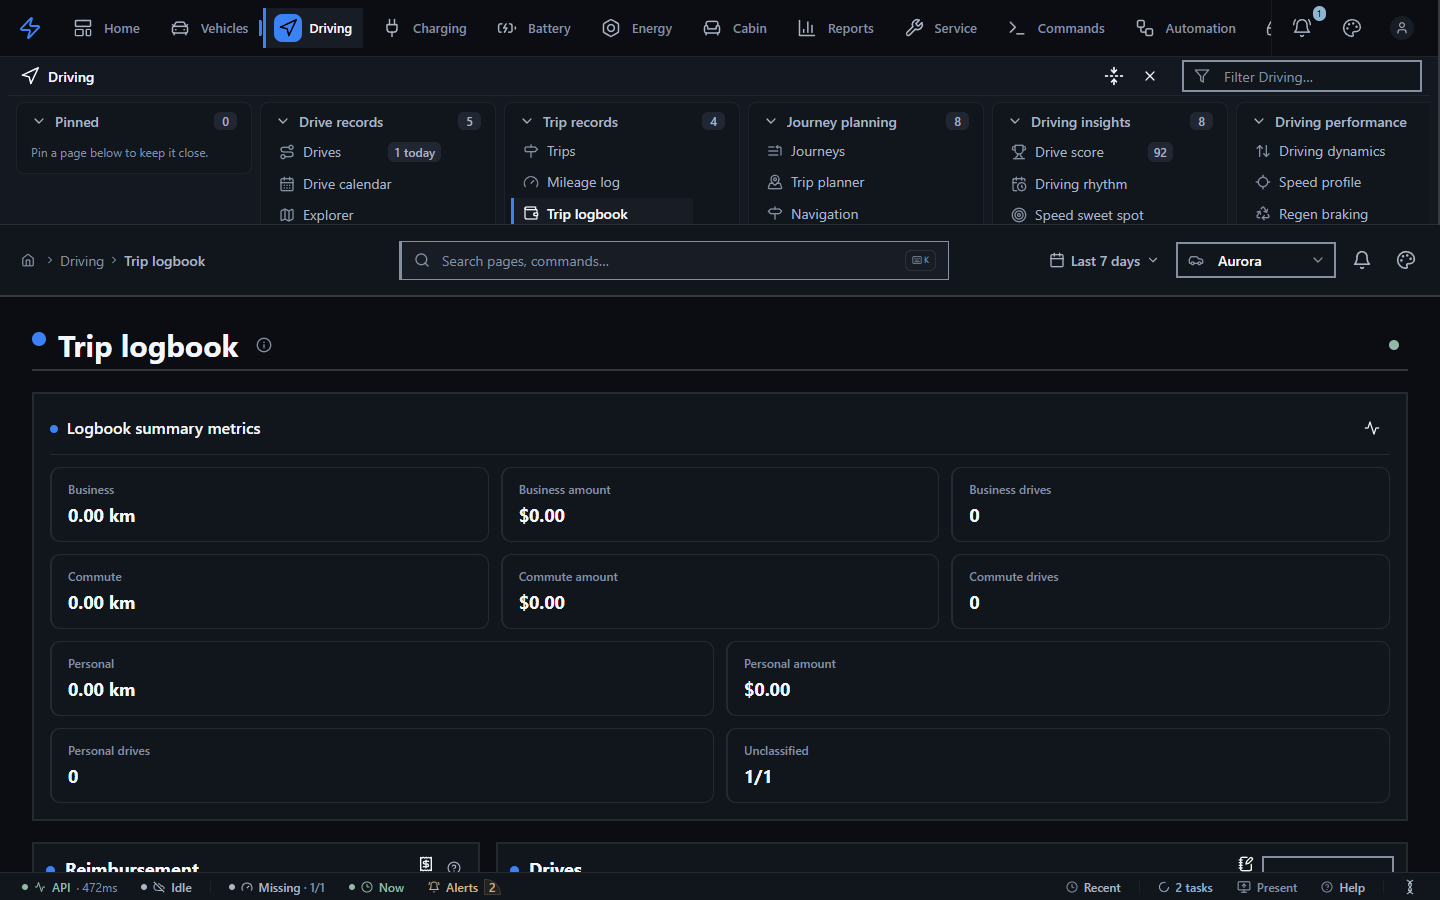 Home Vehicles Driving Charging Battery Energy Cabin Reports Service Commands Automation 1
Driving Filter Driving...
Pinned 0
Pin a page below to keep it close.
Drive records 5
Drives 1 today
Drive calendar
Explorer
Trip records 4
Trips
Mileage log
Trip logbook
Journey planning 8
Journeys
Trip planner
Navigation
Driving insights 8
Drive score 92
Driving rhythm
Speed sweet spot
Driving performance
Driving dynamics
Speed profile
Regen braking
Driving Trip logbook Search pages, commands... K Last 7 days Aurora
Trip logbook
Logbook summary metrics
Business
0.00 km
Business amount
$0.00
Business drives
0
Commute
0.00 km
Commute amount
$0.00
Commute drives
0
Personal
0.00 km
Personal amount
$0.00
Personal drives
0
Unclassified
1/1
Reimbursement
Drives
API · 472ms Idle Missing · 1/1 Now Alerts 2 Recent 2 tasks Present Help